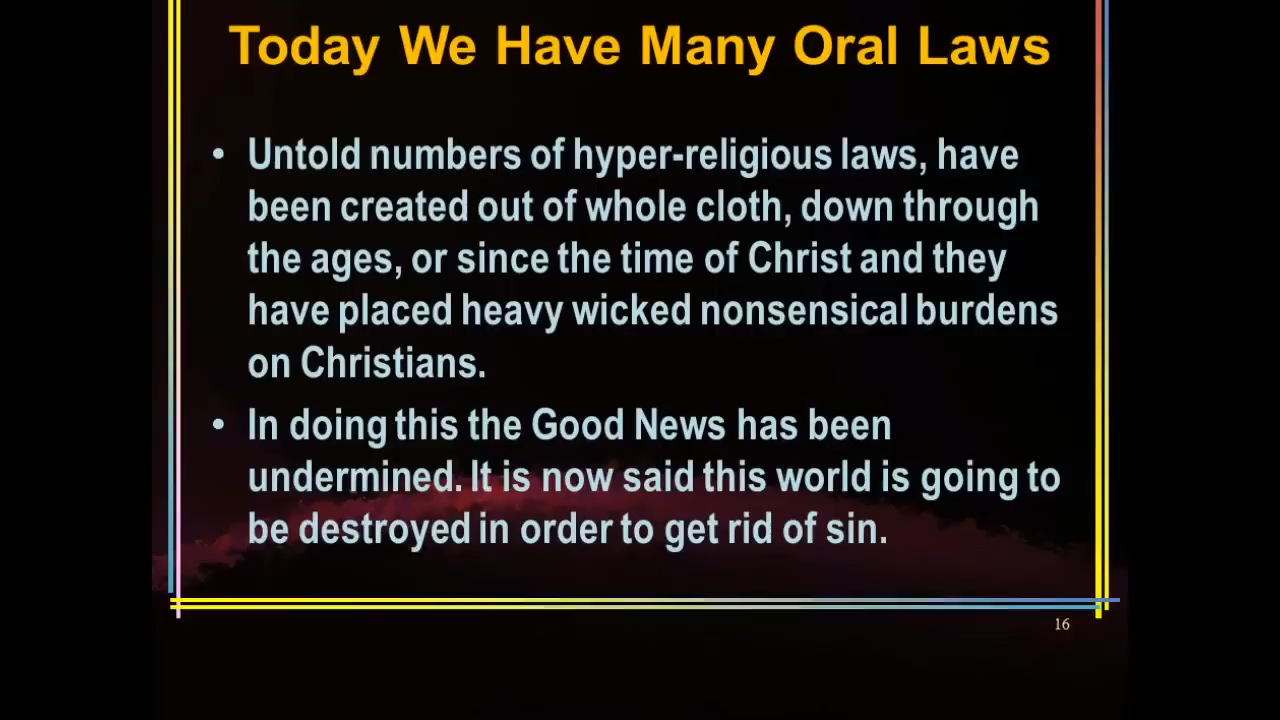 Today We Have Many Oral Laws
• Untold numbers of hyper-religious laws, have
been created out of whole cloth, down through
the ages, or since the time of Christ and they
have placed heavy wicked nonsensical burdens
on Christians.
• In doing this the Good News has been
undermined. It is now said this world is going to
be destroyed in order to get rid of sin.
16